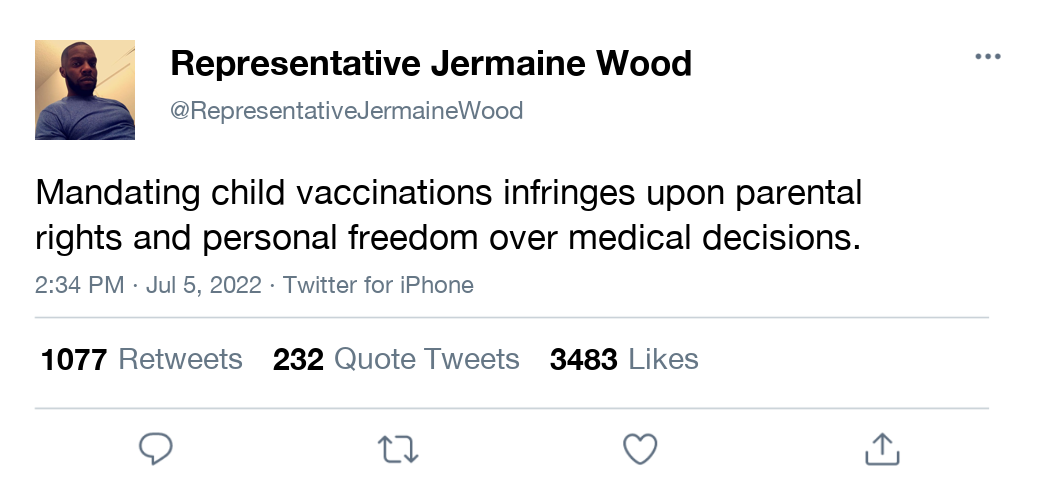 Representative Jermaine Wood
@RepresentativeJermaineWood
Mandating child vaccinations infringes upon parental
rights and personal freedom over medical decisions.
2:34 PM · Jul 5, 2022 · Twitter for iPhone
1077 Retweets 232 Quote Tweets 3483 Likes